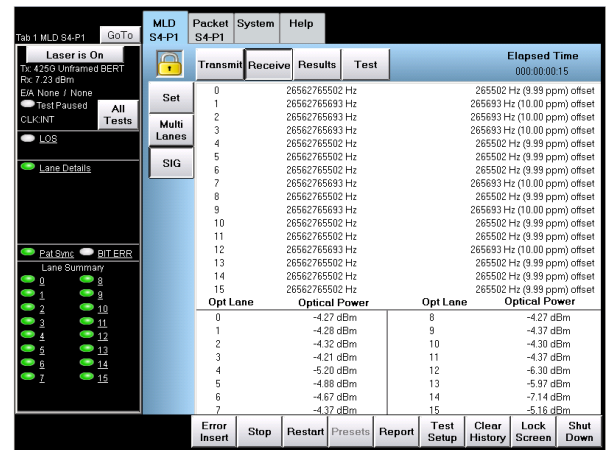 Tab 1 MLD S4-P1 GoTo
Laser is On
Tx: 425G Unframed BERT
Rx: 7.23 dBm
E/A None / None
Test Paused
CLK:INT
All Tests
LOS
Lane Details
Pat Sync BIT ERR
Lane Summary
0 8
1 9
2 10
3 11
4 12
5 13
6 14
7 15
MLD S4-P1
Packet S4-P1
System
Help
Transmit Receive Results Test
Elapsed Time
000:00:00:15
Set
Multi Lanes
SIG
0 26562765502 Hz 265502 Hz (9.99 ppm) offset
1 26562765693 Hz 265693 Hz (10.00 ppm) offset
2 26562765693 Hz 265693 Hz (10.00 ppm) offset
3 26562765693 Hz 265693 Hz (10.00 ppm) offset
4 26562765502 Hz 265502 Hz (9.99 ppm) offset
5 26562765502 Hz 265502 Hz (9.99 ppm) offset
6 26562765502 Hz 265502 Hz (9.99 ppm) offset
7 26562765693 Hz 265693 Hz (10.00 ppm) offset
8 26562765502 Hz 265502 Hz (9.99 ppm) offset
9 26562765693 Hz 265693 Hz (10.00 ppm) offset
10 26562765502 Hz 265502 Hz (9.99 ppm) offset
11 26562765502 Hz 265502 Hz (9.99 ppm) offset
12 26562765693 Hz 265693 Hz (10.00 ppm) offset
13 26562765502 Hz 265502 Hz (9.99 ppm) offset
14 26562765502 Hz 265502 Hz (9.99 ppm) offset
15 26562765502 Hz 265502 Hz (9.99 ppm) offset
Opt Lane Optical Power Opt Lane Optical Power
0 -4.27 dBm 8 -4.27 dBm
1 -4.28 dBm 9 -4.37 dBm
2 -4.32 dBm 10 -4.30 dBm
3 -4.21 dBm 11 -4.37 dBm
4 -5.20 dBm 12 -6.30 dBm
5 -4.88 dBm 13 -5.97 dBm
6 -4.67 dBm 14 -7.14 dBm
7 -4.37 dBm 15 -5.16 dBm
Error Insert
Stop
Restart
Presets
Report
Test Setup
Clear History
Lock Screen
Shut Down